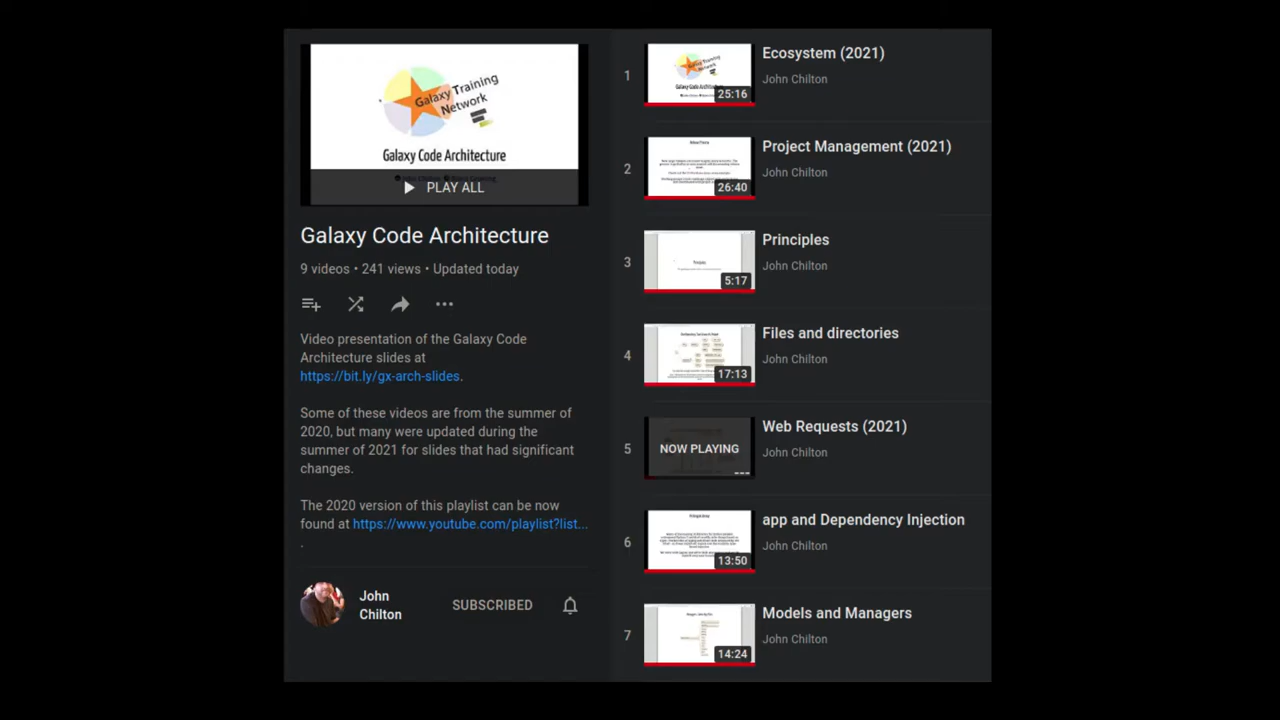 Galaxy Training
Network
Galaxy Code Architecture
PLAY ALL
Galaxy Code Architecture
9 videos • 241 views • Updated today
Video presentation of the Galaxy Code
Architecture slides at
https://bit.ly/gx-arch-slides.
Some of these videos are from the summer of
2020, but many were updated during the
summer of 2021 for slides that had significant
changes.
The 2020 version of this playlist can be now
found at https://www.youtube.com/playlist?list...
.
John
Chilton
SUBSCRIBED
1
25:16
Ecosystem (2021)
John Chilton
2
26:40
Project Management (2021)
John Chilton
3
5:17
Principles
John Chilton
4
17:13
Files and directories
John Chilton
5
NOW PLAYING
Web Requests (2021)
John Chilton
6
13:50
app and Dependency Injection
John Chilton
7
14:24
Models and Managers
John Chilton